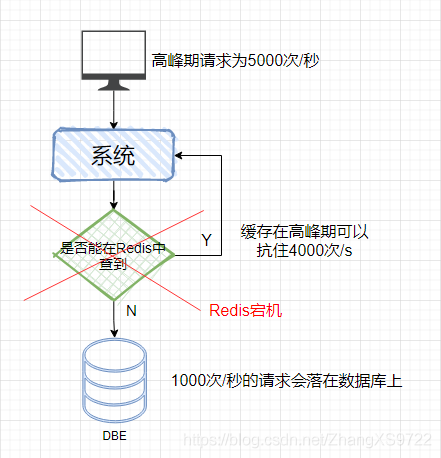 高峰期请求为5000次/秒
系统
是否能在Redis中
查到
Y
缓存在高峰期可以
抗住4000次/s
N
Redis宕机
1000次/秒的请求会落在数据库上
DBE
https://blog.csdn.net/ZhangXS9722